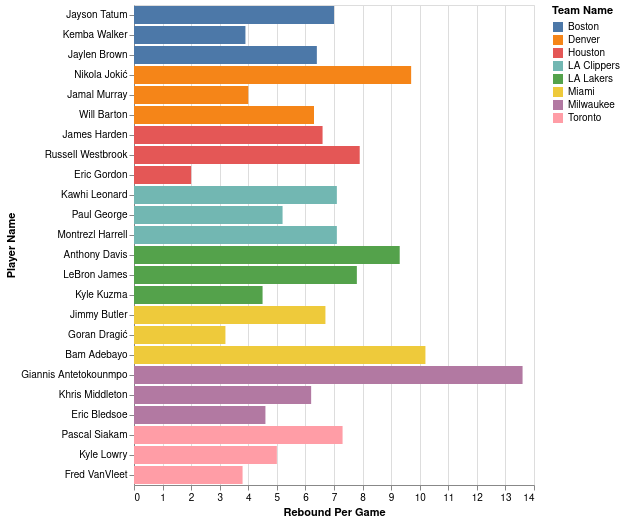 Team Name
Boston
Denver
Houston
LA Clippers
LA Lakers
Miami
Milwaukee
Toronto
Player Name
Jayson Tatum
Kemba Walker
Jaylen Brown
Nikola Jokić
Jamal Murray
Will Barton
James Harden
Russell Westbrook
Eric Gordon
Kawhi Leonard
Paul George
Montrezl Harrell
Anthony Davis
LeBron James
Kyle Kuzma
Jimmy Butler
Goran Dragić
Bam Adebayo
Giannis Antetokounmpo
Khris Middleton
Eric Bledsoe
Pascal Siakam
Kyle Lowry
Fred VanVleet
0 1 2 3 4 5 6 7 8 9 10 11 12 13 14
Rebound Per Game